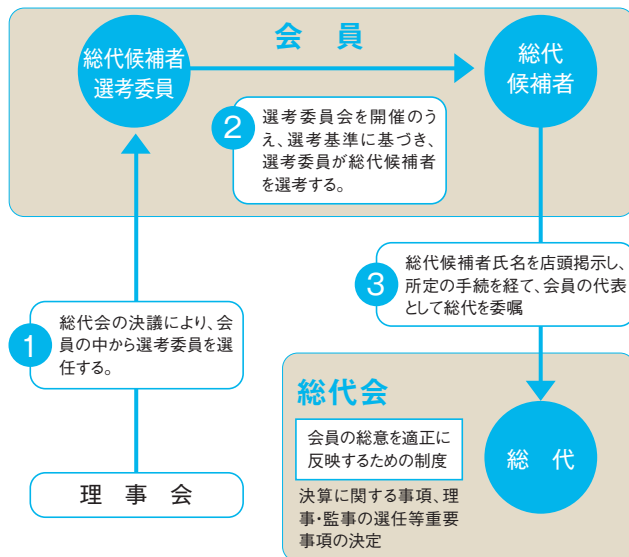 会 員
総代候補者
選考委員
総代
候補者
2
選考委員会を開催のう
え、選考基準に基づき、
選考委員が総代候補者
を選考する。
3
総代候補者氏名を店頭掲示し、
所定の手続を経て、会員の代表
として総代を委嘱
1
総代会の決議により、会
員の中から選考委員を選
任する。
総代会
会員の総意を適正に
反映するための制度
総 代
決算に関する事項、理
事・監事の選任等重要
事項の決定
理 事 会